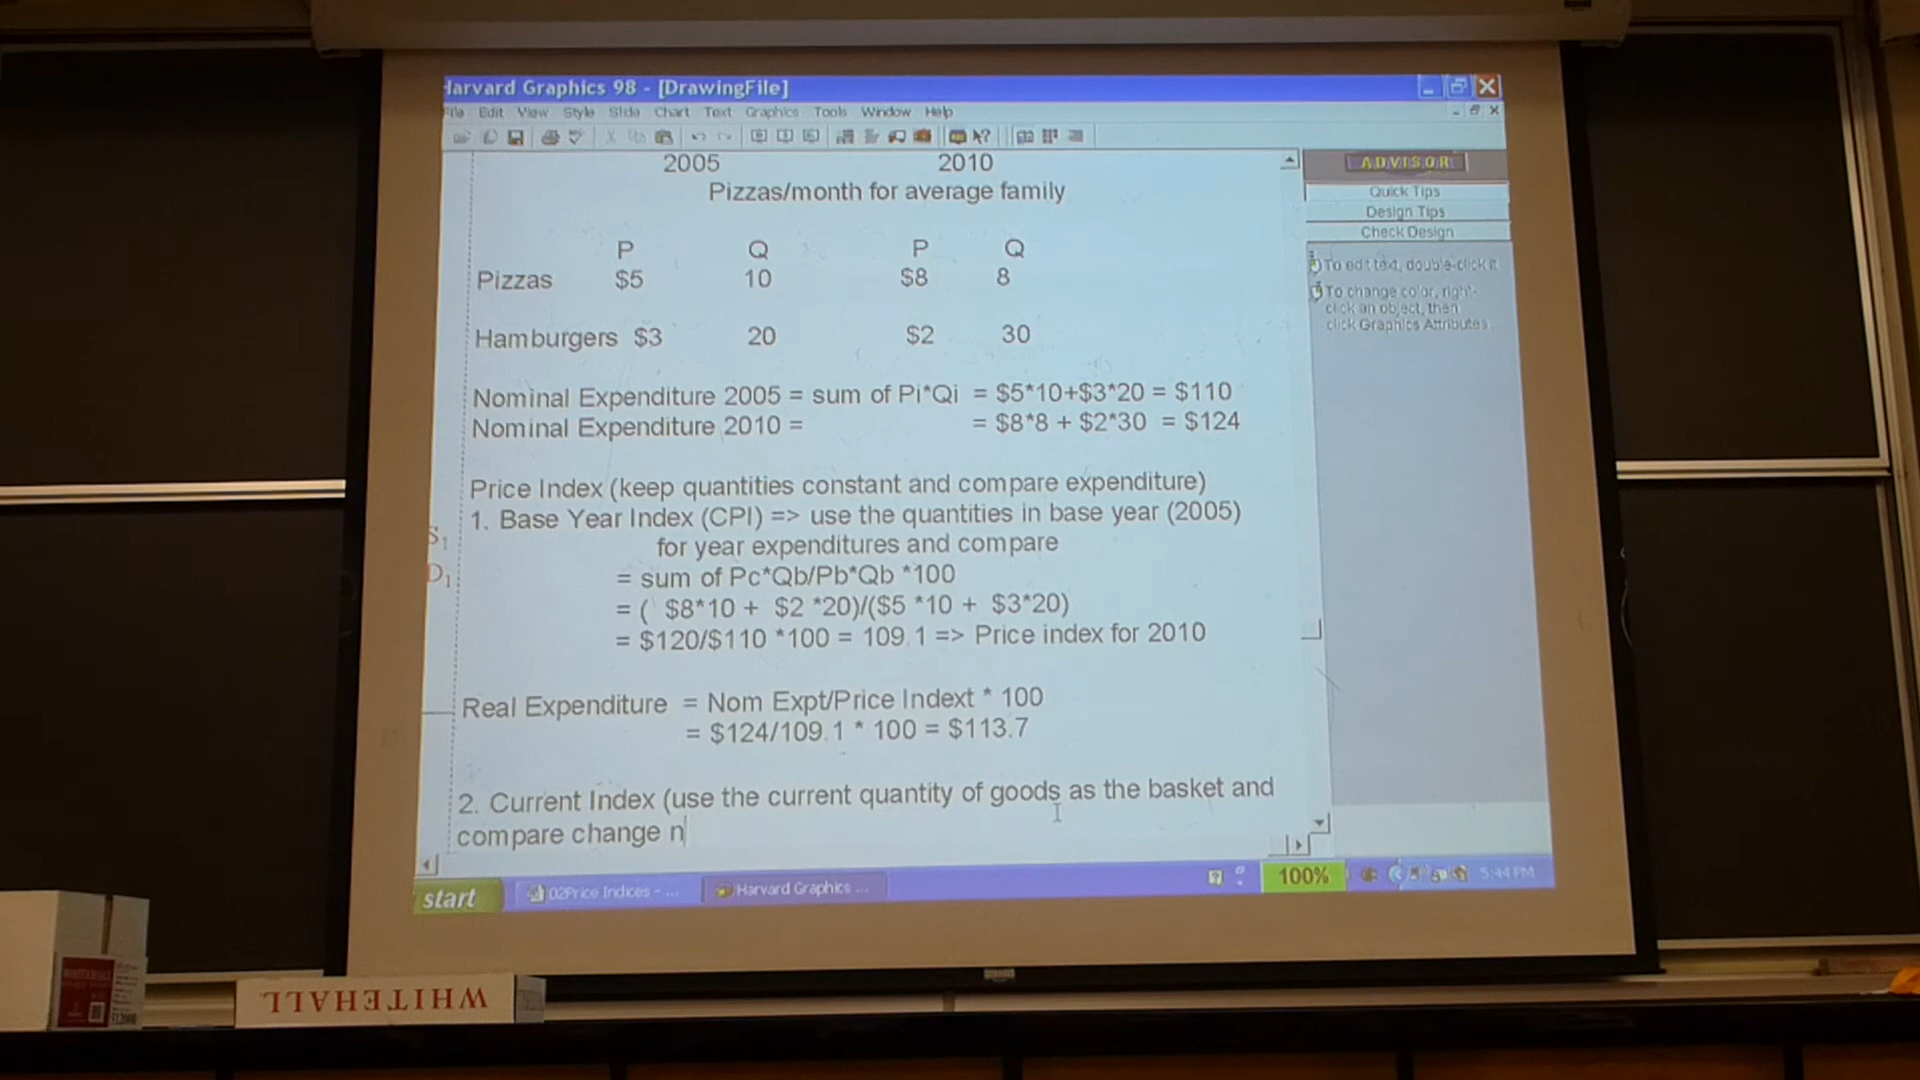 Harvard Graphics 98 - [DrawingFile]
File Edit View Style Slide Chart Text Graphics Tools Window Help
2005 2010
Pizzas/month for average family
P Q P Q
Pizzas $5 10 $8 8
Hamburgers $3 20 $2 30
Nominal Expenditure 2005 = sum of Pi*Qi = $5*10+$3*20 = $110
Nominal Expenditure 2010 = = $8*8 + $2*30 = $124
Price Index (keep quantities constant and compare expenditure)
1. Base Year Index (CPI) => use the quantities in base year (2005)
for year expenditures and compare
= sum of Pc*Qb/Pb*Qb *100
= ( $8*10 + $2 *20)/($5 *10 + $3*20)
= $120/$110 *100 = 109.1 => Price index for 2010
Real Expenditure = Nom Expt/Price Indext * 100
= $124/109.1 * 100 = $113.7
2. Current Index (use the current quantity of goods as the basket and
compare change n
S1
D1
ADVISOR
Quick Tips
Design Tips
Check Design
To edit text, double-click it
To change color, right-
click an object, then
click Graphics Attributes
start 02Price Indices - ... Harvard Graphics ... 100% 5:44 PM
WHITEHALL